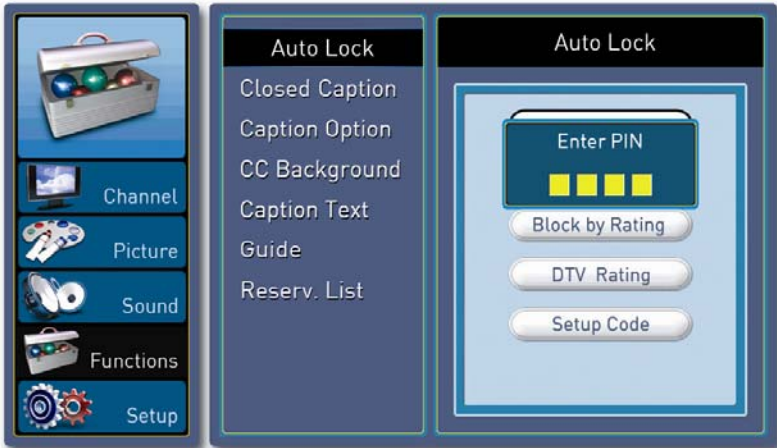 Channel
Picture
Sound
Functions
Setup
Auto Lock
Closed Caption
Caption Option
CC Background
Caption Text
Guide
Reserv. List
Auto Lock
Enter PIN
Block by Rating
DTV Rating
Setup Code